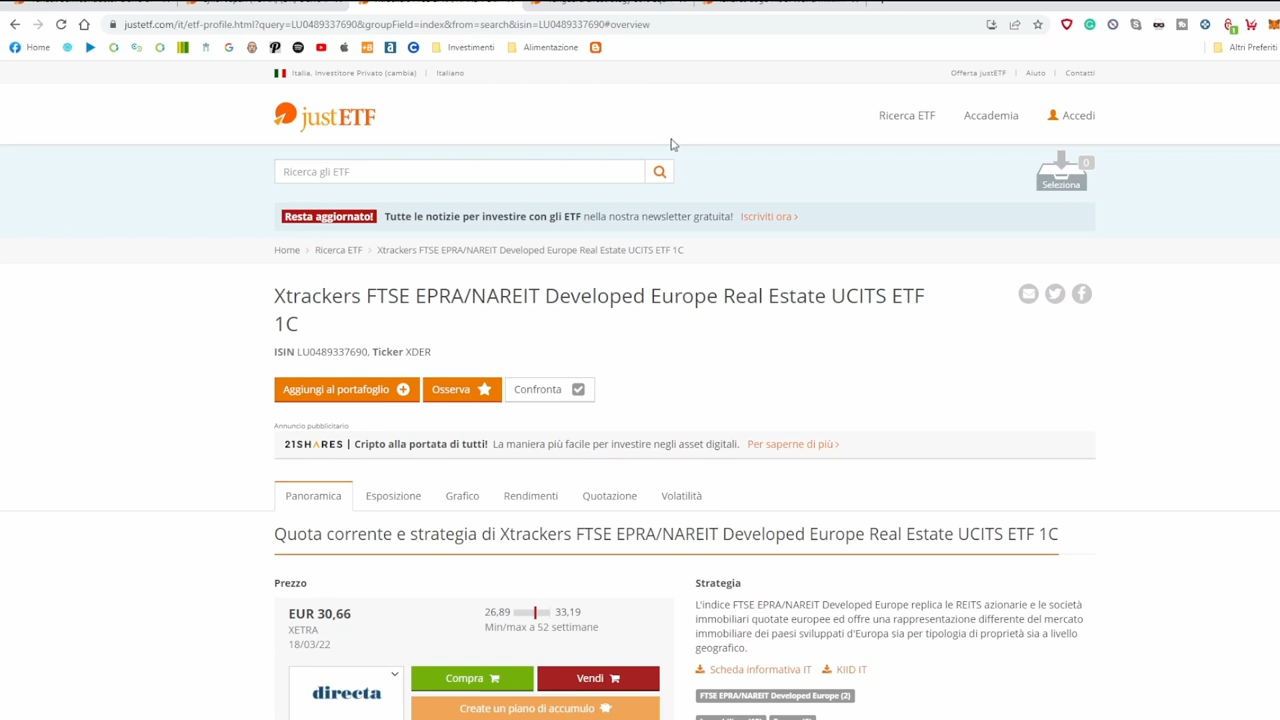 justetf.com/it/etf-profile.html?query=LU0489337690&groupField=index&from=search&isin=LU0489337690#overview
Home
Investimenti
Alimentazione
Altri Preferiti
Italia, Investitore Privato (cambia) | Italiano
Offerta justETF | Aiuto | Contatti
justETF
Ricerca ETF Accademia Accedi
Ricerca gli ETF
0
Seleziona
Resta aggiornato! Tutte le notizie per investire con gli ETF nella nostra newsletter gratuita! Iscriviti ora >
Home > Ricerca ETF > Xtrackers FTSE EPRA/NAREIT Developed Europe Real Estate UCITS ETF 1C
Xtrackers FTSE EPRA/NAREIT Developed Europe Real Estate UCITS ETF
1C
ISIN LU0489337690, Ticker XDER
Aggiungi al portafoglio Osserva Confronta
Annuncio pubblicitario
21SHARES | Cripto alla portata di tutti! La maniera più facile per investire negli asset digitali. Per saperne di più >
Panoramica Esposizione Grafico Rendimenti Quotazione Volatilità
Quota corrente e strategia di Xtrackers FTSE EPRA/NAREIT Developed Europe Real Estate UCITS ETF 1C
Prezzo
EUR 30,66
XETRA
18/03/22
26,89 33,19
Min/max a 52 settimane
directa
Compra Vendi
Create un piano di accumulo
Strategia
L'indice FTSE EPRA/NAREIT Developed Europe replica le REITS azionarie e le società
immobiliari quotate europee ed offre una rappresentazione differente del mercato
immobiliare dei paesi sviluppati d'Europa sia per tipologia di proprietà sia a livello
geografico.
Scheda informativa IT KIID IT
FTSE EPRA/NAREIT Developed Europe (2)